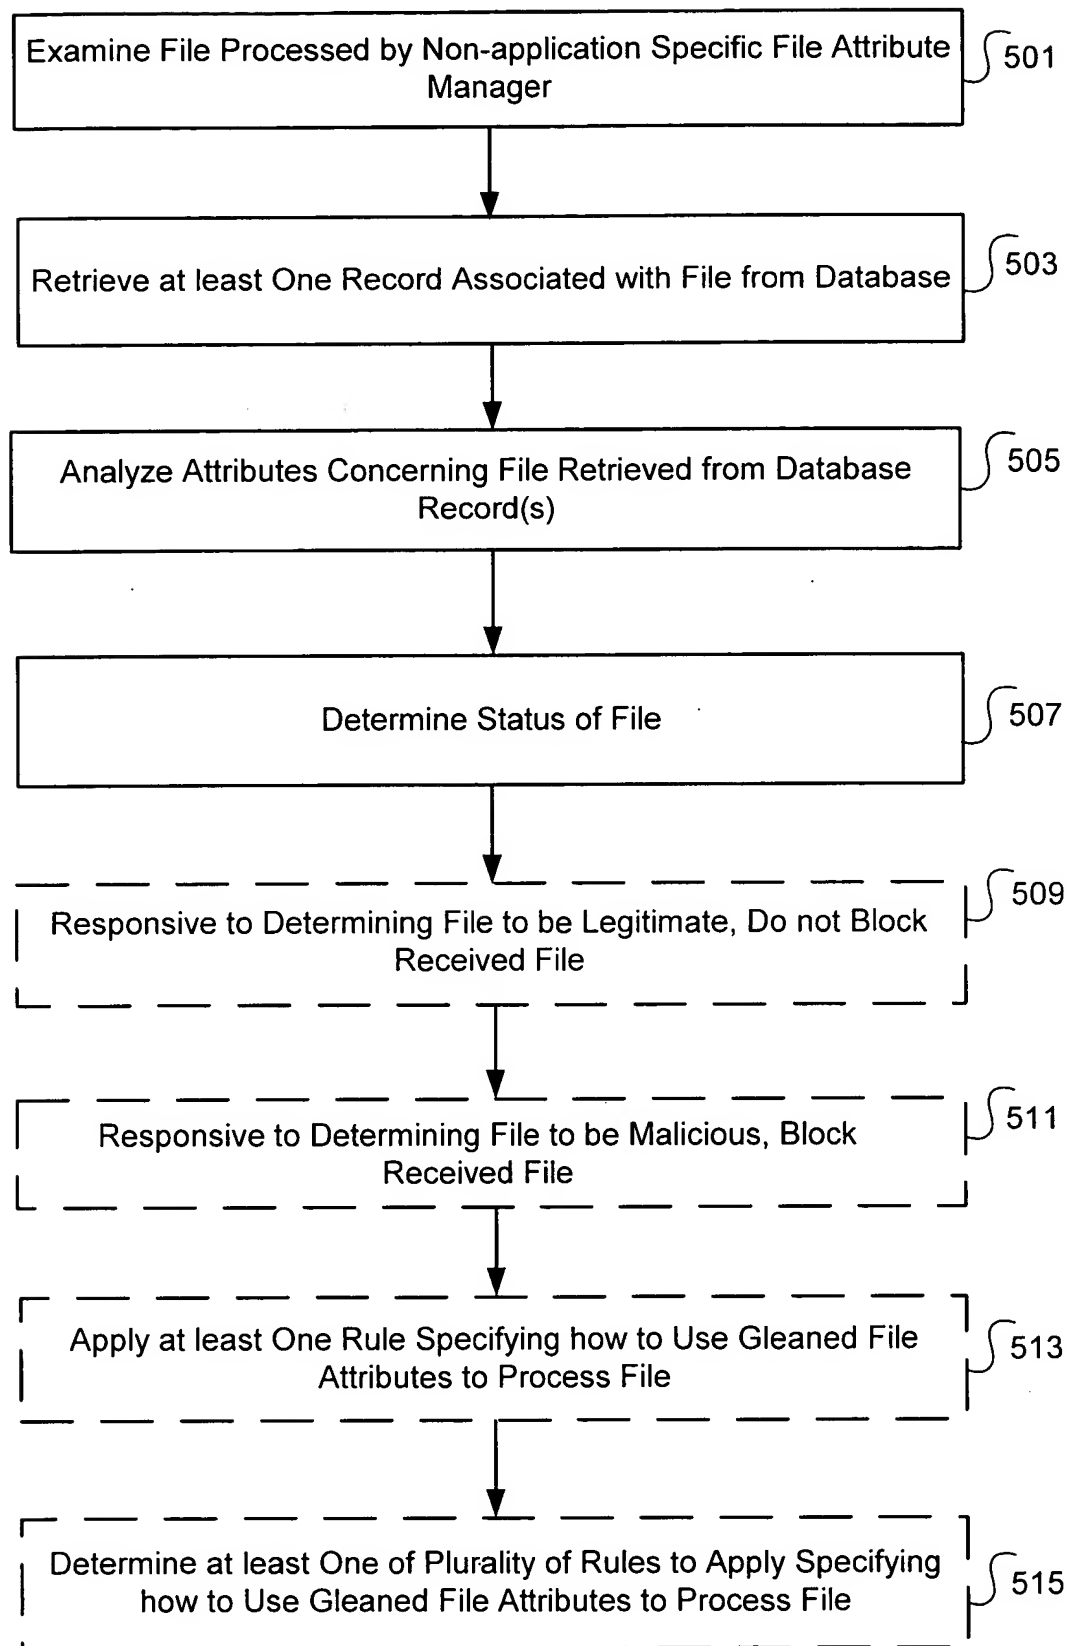 Examine File Processed by Non-application Specific File Attribute
Manager
501
Retrieve at least One Record Associated with File from Database
503
Analyze Attributes Concerning File Retrieved from Database
Record(s)
505
Determine Status of File
507
Responsive to Determining File to be Legitimate, Do not Block
Received File
509
Responsive to Determining File to be Malicious, Block
Received File
511
Apply at least One Rule Specifying how to Use Gleaned File
Attributes to Process File
513
Determine at least One of Plurality of Rules to Apply Specifying
how to Use Gleaned File Attributes to Process File
515